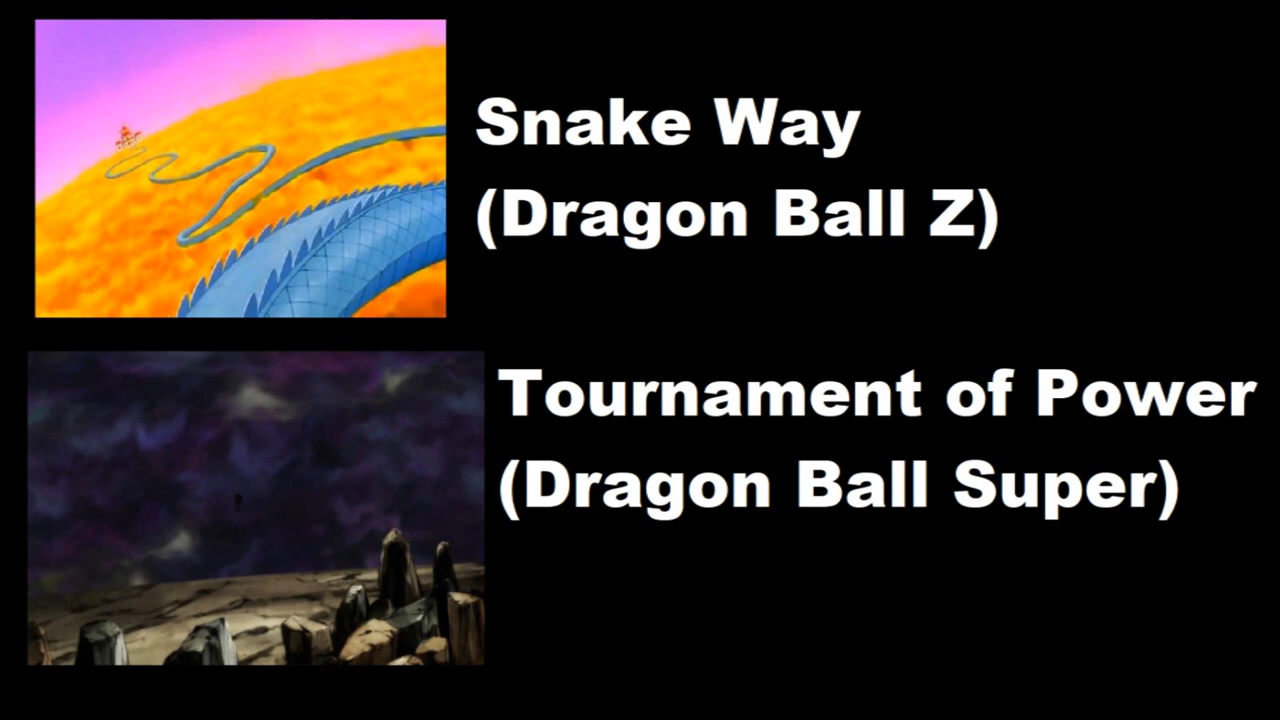 Snake Way
(Dragon Ball Z)
Tournament of Power
(Dragon Ball Super)